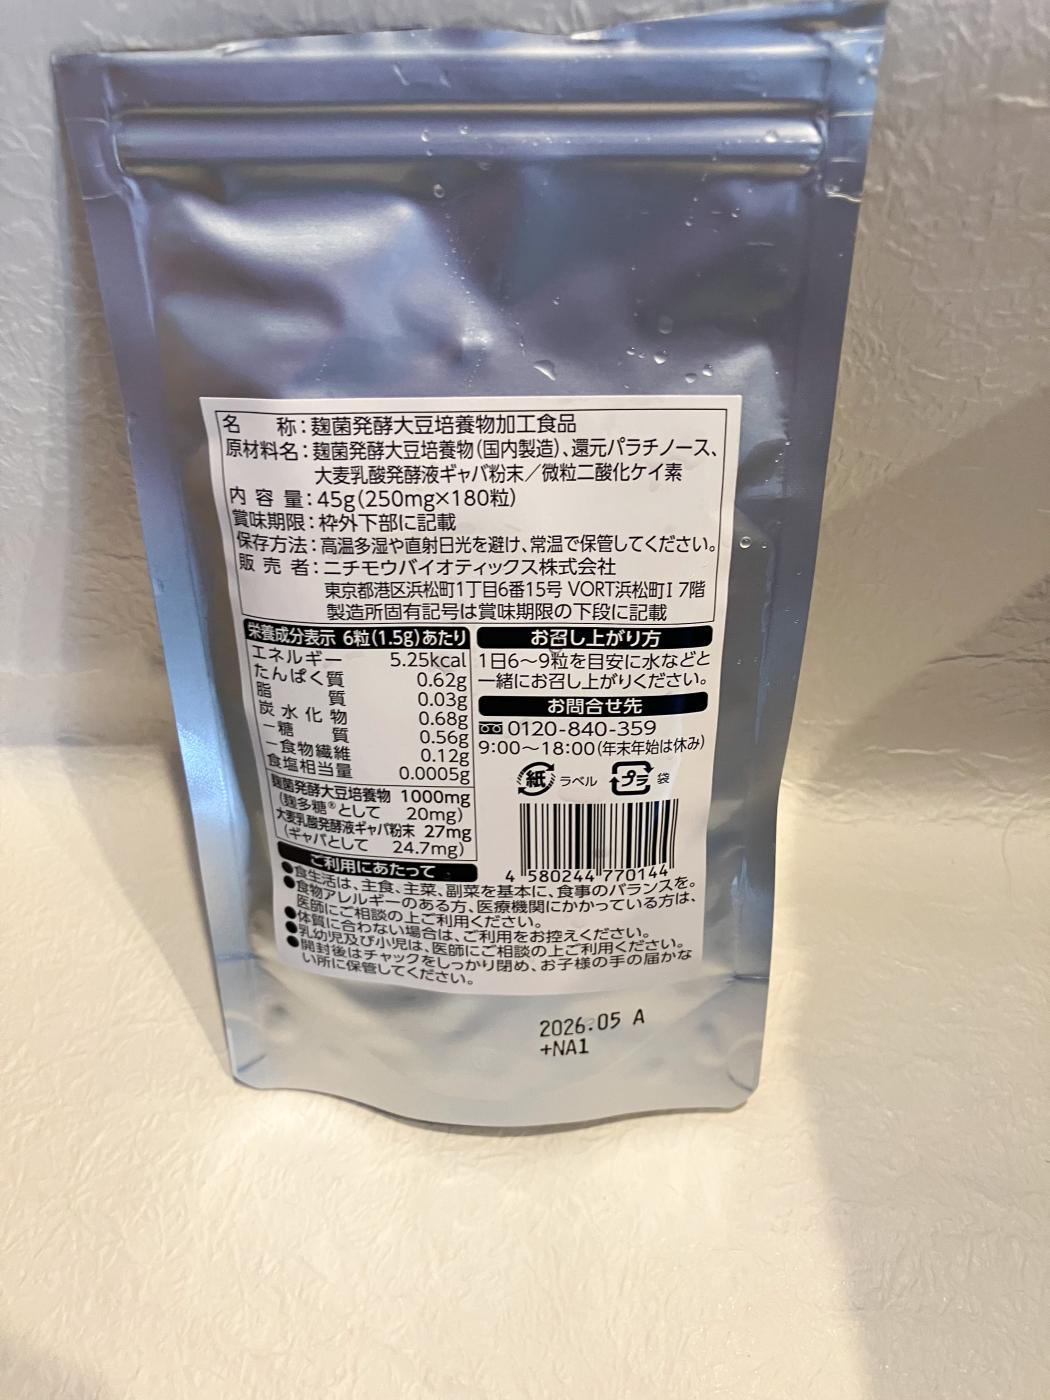 名称：麹菌発酵大豆培養物加工食品
原材料名：麹菌発酵大豆培養物（国内製造）、還元パラチノース、
大麦乳酸発酵液ギャバ粉末／微粒二酸化ケイ素
内容量：45g（250mg×180粒）
賞味期限：枠外下部に記載
保存方法：高温多湿や直射日光を避け、常温で保管してください。
販売者：ニチモウバイオティックス株式会社
東京都港区浜松町1丁目6番15号 VORT浜松町I 7階
製造所固有記号は賞味期限の下段に記載
栄養成分表示 6粒（1.5g）あたり
エネルギー 5.25kcal
たんぱく質 0.62g
脂質 0.03g
炭水化物 0.68g
－糖質 0.56g
－食物繊維 0.12g
食塩相当量 0.0005g
麹菌発酵大豆培養物 1000mg
（麹多糖®として 20mg）
大麦乳酸発酵液ギャバ粉末 27mg
（ギャバとして 24.7mg）
お召し上がり方
1日6～9粒を目安に水などと
一緒にお召し上がりください。
お問合せ先
0120-840-359
9:00～18:00（年末年始は休み）
紙 ラベル プラ 袋
4 580244 770144
ご利用にあたって
●食生活は、主食、主菜、副菜を基本に、食事のバランスを。
●食物アレルギーのある方、医療機関にかかっている方は、
医師にご相談の上ご利用ください。
●体質に合わない場合は、ご利用をお控えください。
●乳幼児及び小児は、医師にご相談の上ご利用ください。
●開封後はチャックをしっかり閉め、お子様の手の届かな
い所に保管してください。
2026.05 A
+NA1